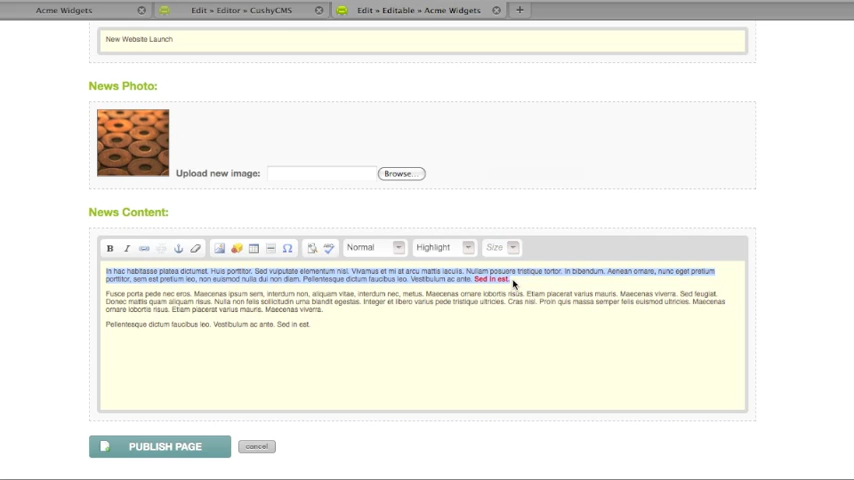 Acme Widgets
Edit » Editor » CushyCMS
Edit » Editable » Acme Widgets
New Website Launch
News Photo:
Upload new image:
Browse...
News Content:
B I Normal Highlight Size
In hac habitasse platea dictumst. Huis porttitor. Sed vulputate elementum nisl. Vivamus et mi at arcu mattis iaculis. Nullam posuere tristique tortor. In bibendum. Aenean ornare, nunc eget pretium
porttitor, sem est pretium leo, non euismod nulla dui non diam. Pellentesque dictum faucibus leo. Vestibulum ac ante. Sed in est.
Fusce porta pede nec eros. Maecenas ipsum sem, interdum non, aliquam vitae, interdum nec, metus. Maecenas ornare lobortis risus. Etiam placerat varius mauris. Maecenas viverra. Sed feugiat.
Donec mattis quam aliquam risus. Nulla non felis sollicitudin urna blandit egestas. Integer et libero varius pede tristique ultricies. Cras nisl. Proin quis massa semper felis euismod ultricies. Maecenas
ornare lobortis risus. Etiam placerat varius mauris. Maecenas viverra.
Pellentesque dictum faucibus leo. Vestibulum ac ante. Sed in est.
PUBLISH PAGE
cancel